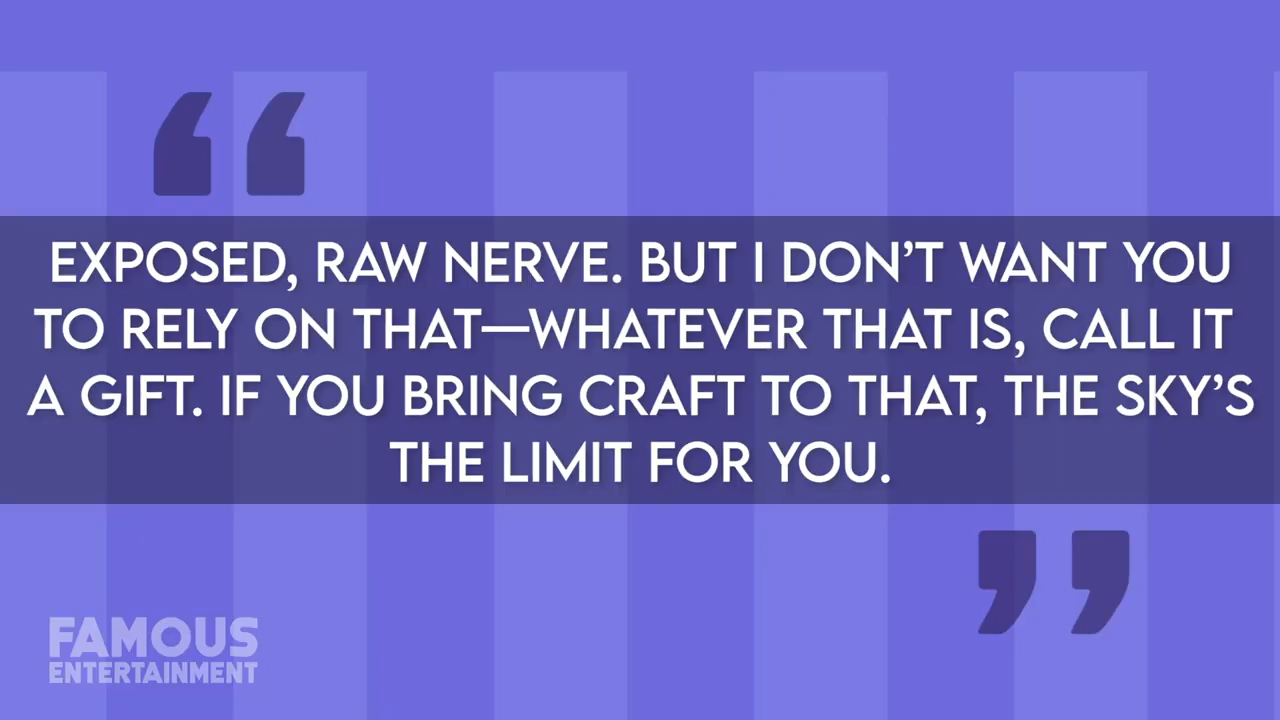 EXPOSED, RAW NERVE. BUT I DON’T WANT YOU
TO RELY ON THAT—WHATEVER THAT IS, CALL IT
A GIFT. IF YOU BRING CRAFT TO THAT, THE SKY’S
THE LIMIT FOR YOU.
FAMOUS
ENTERTAINMENT